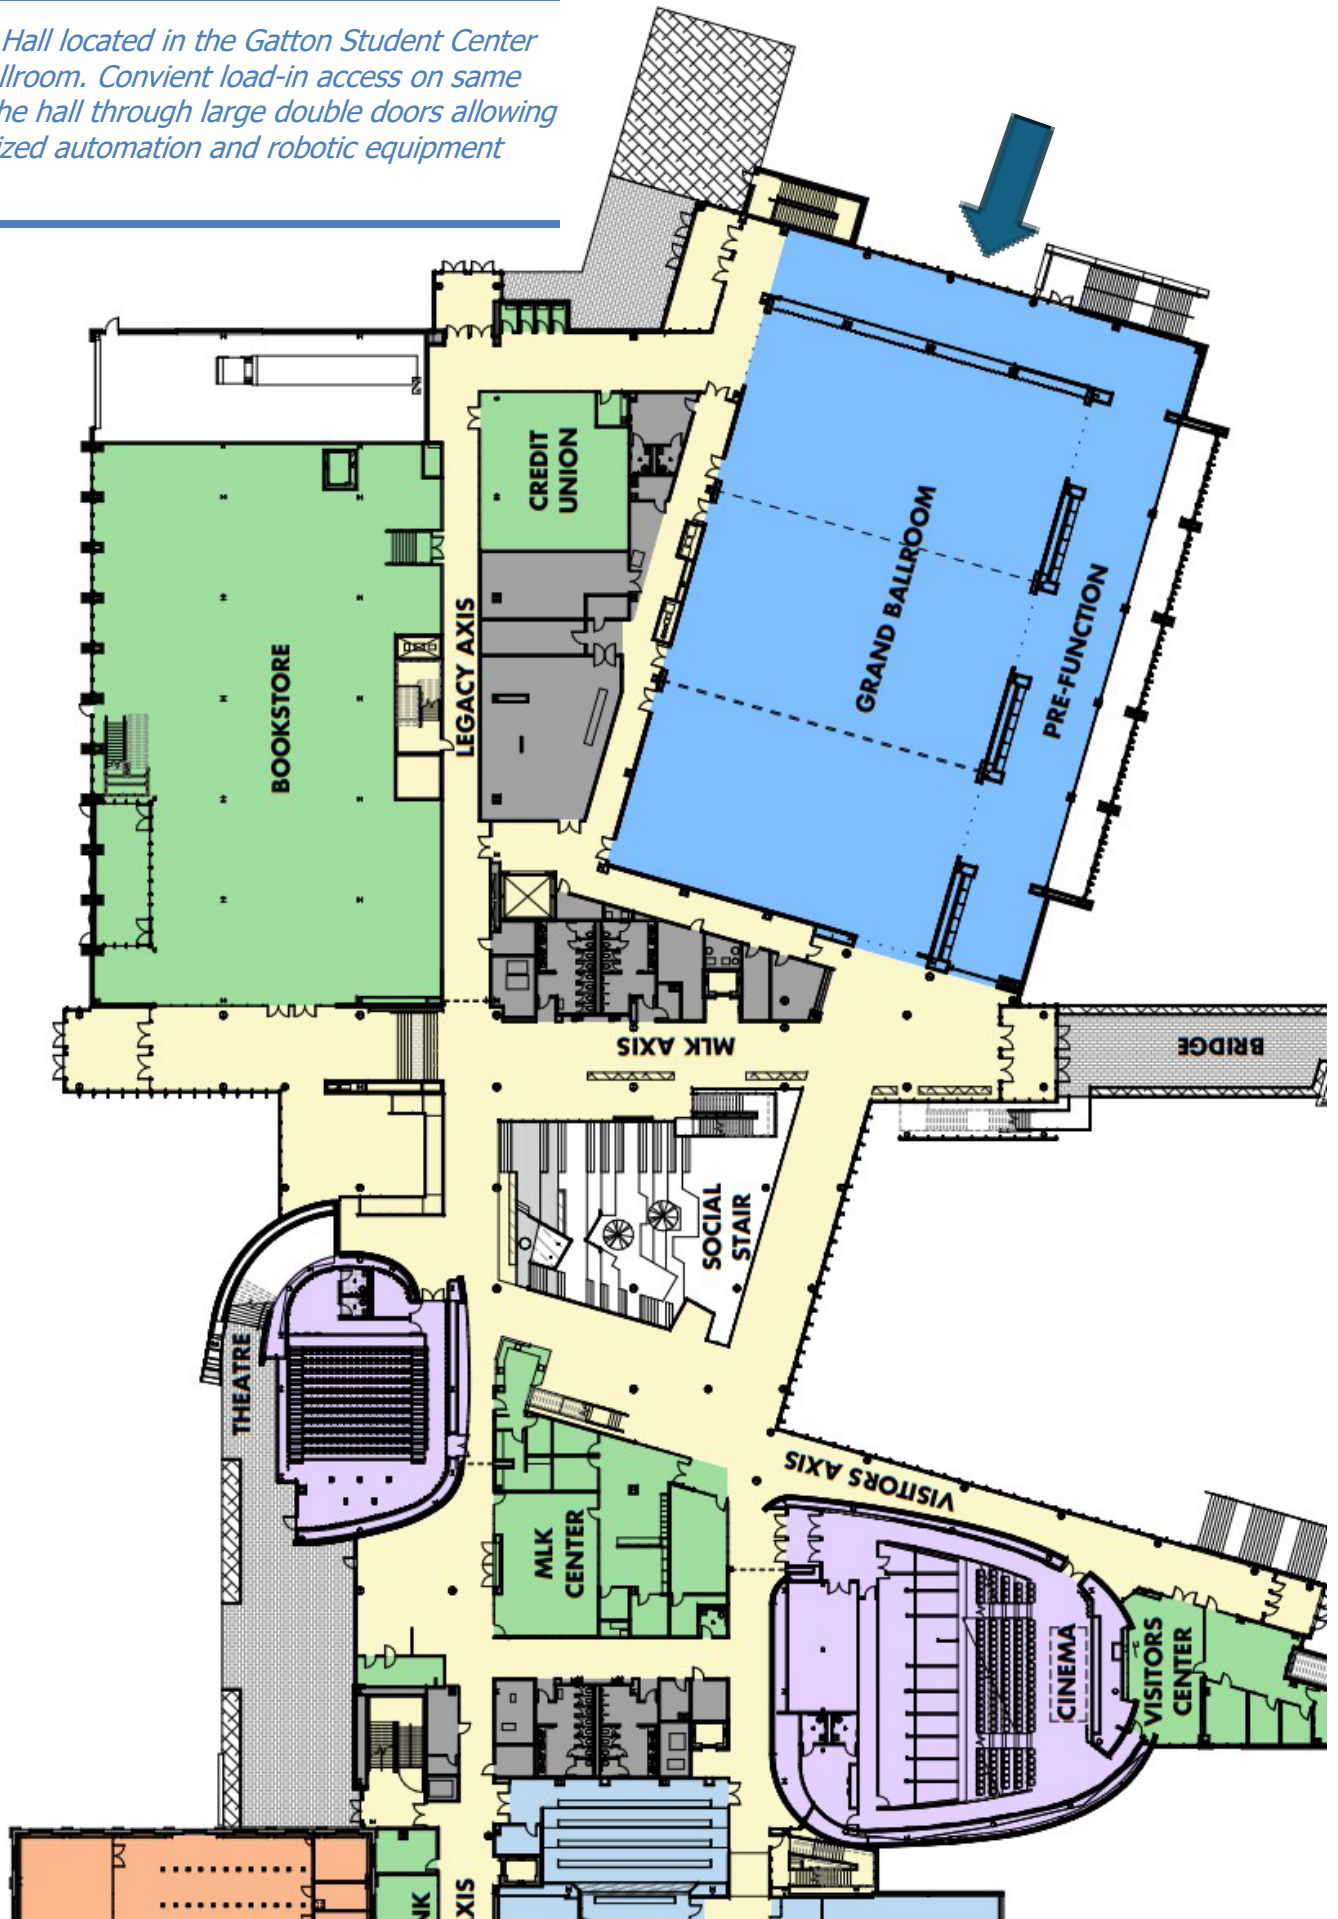 Hall located in the Gatton Student Center
llroom. Convient load-in access on same
he hall through large double doors allowing
ized automation and robotic equipment
CREDIT
UNION
GRAND BALLROOM
PRE-FUNCTION
BOOKSTORE
LEGACY AXIS
MLK AXIS
BRIDGE
SOCIAL
STAIR
THEATRE
VISITORS AXIS
MLK
CENTER
CINEMA
VISITORS
CENTER
NK
XIS